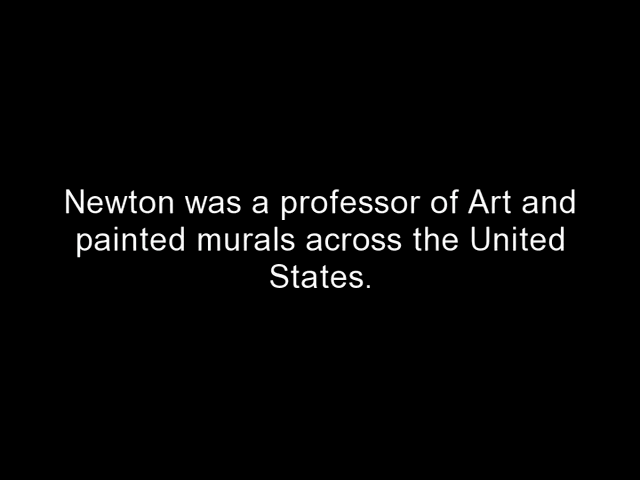 Newton was a professor of Art and
painted murals across the United
States.